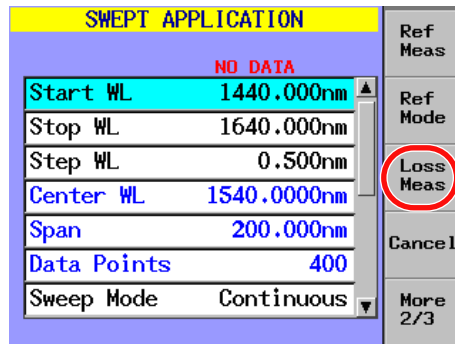 SWEPT APPLICATION
NO DATA
Start WL 1440.000nm
Stop WL 1640.000nm
Step WL 0.500nm
Center WL 1540.0000nm
Span 200.000nm
Data Points 400
Sweep Mode Continuous
Ref
Meas
Ref
Mode
Loss
Meas
Cancel
More
2/3